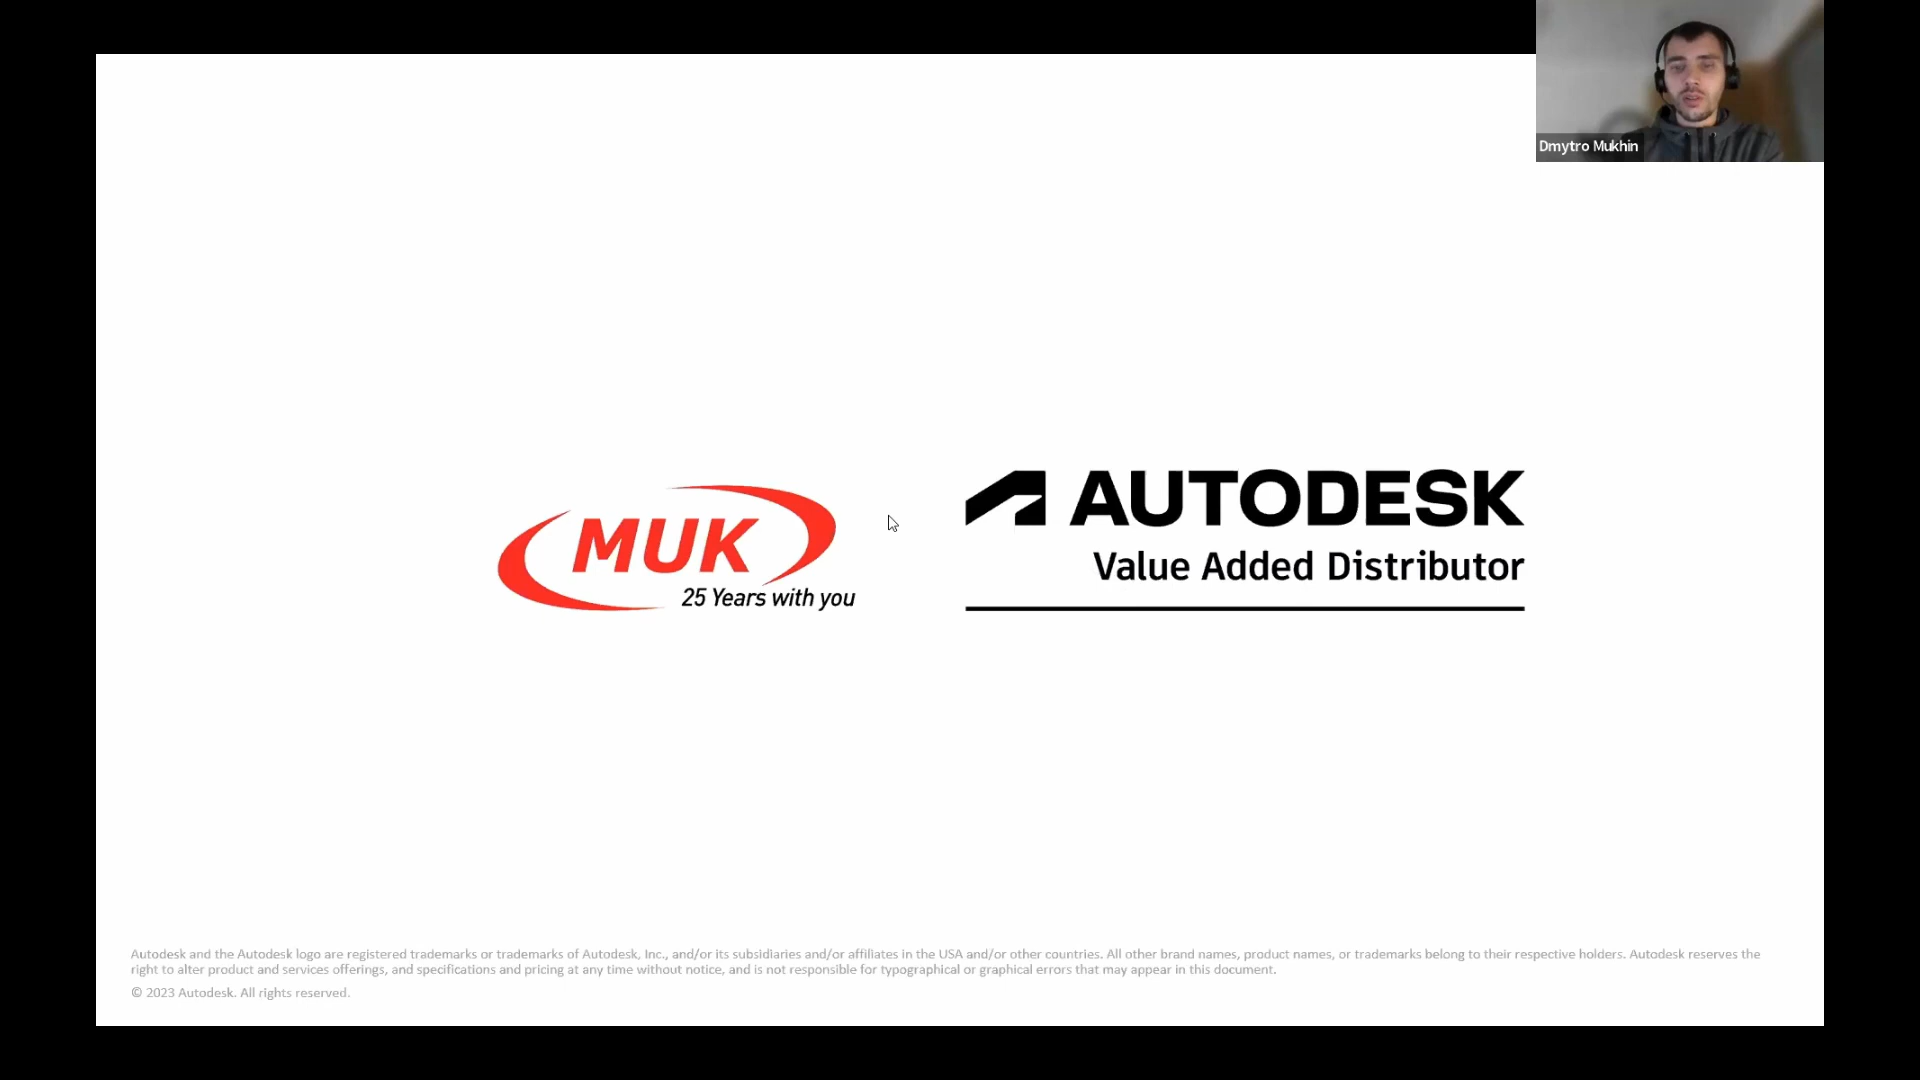 Dmytro Mukhin
MUK
25 Years with you
AUTODESK
Value Added Distributor
Autodesk and the Autodesk logo are registered trademarks or trademarks of Autodesk, Inc., and/or its subsidiaries and/or affiliates in the USA and/or other countries. All other brand names, product names, or trademarks belong to their respective holders. Autodesk reserves the
right to alter product and services offerings, and specifications and pricing at any time without notice, and is not responsible for typographical or graphical errors that may appear in this document.
© 2023 Autodesk. All rights reserved.